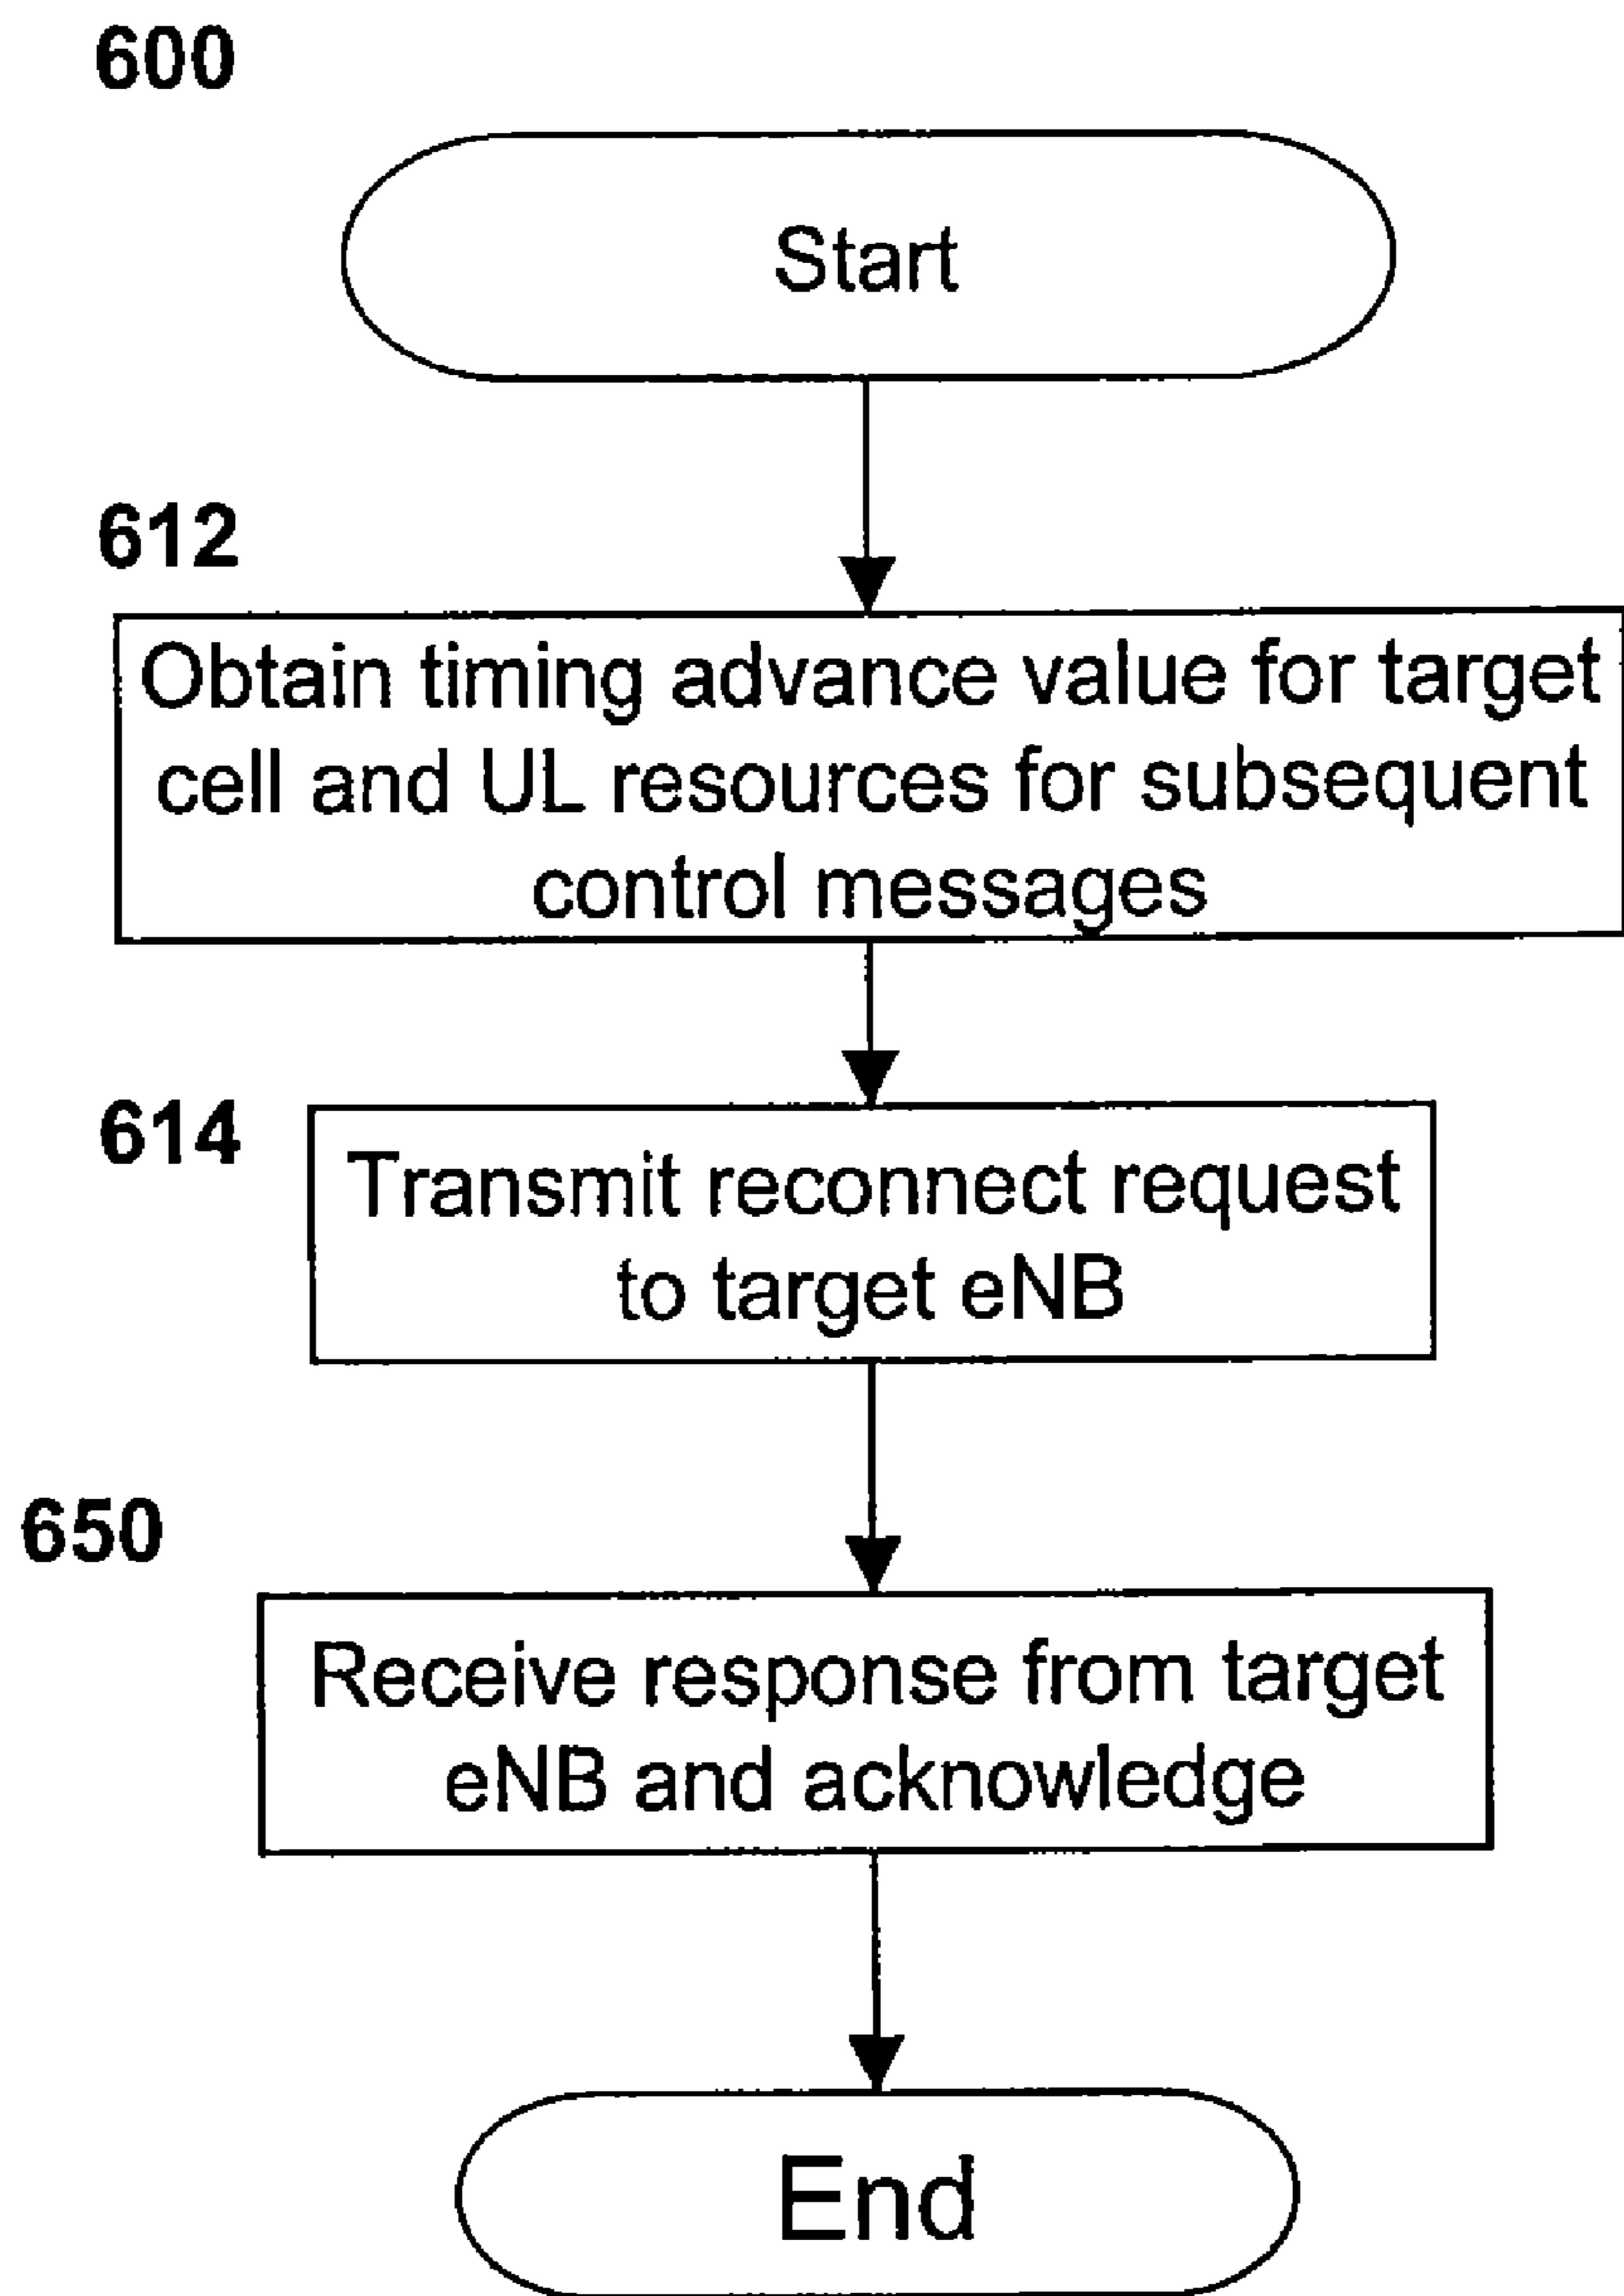 600
Start
612
Obtain timing advance value for target
cell and UL resources for subsequent
control messages
614
Transmit reconnect request
to target eNB
650
Receive response from target
eNB and acknowledge
End